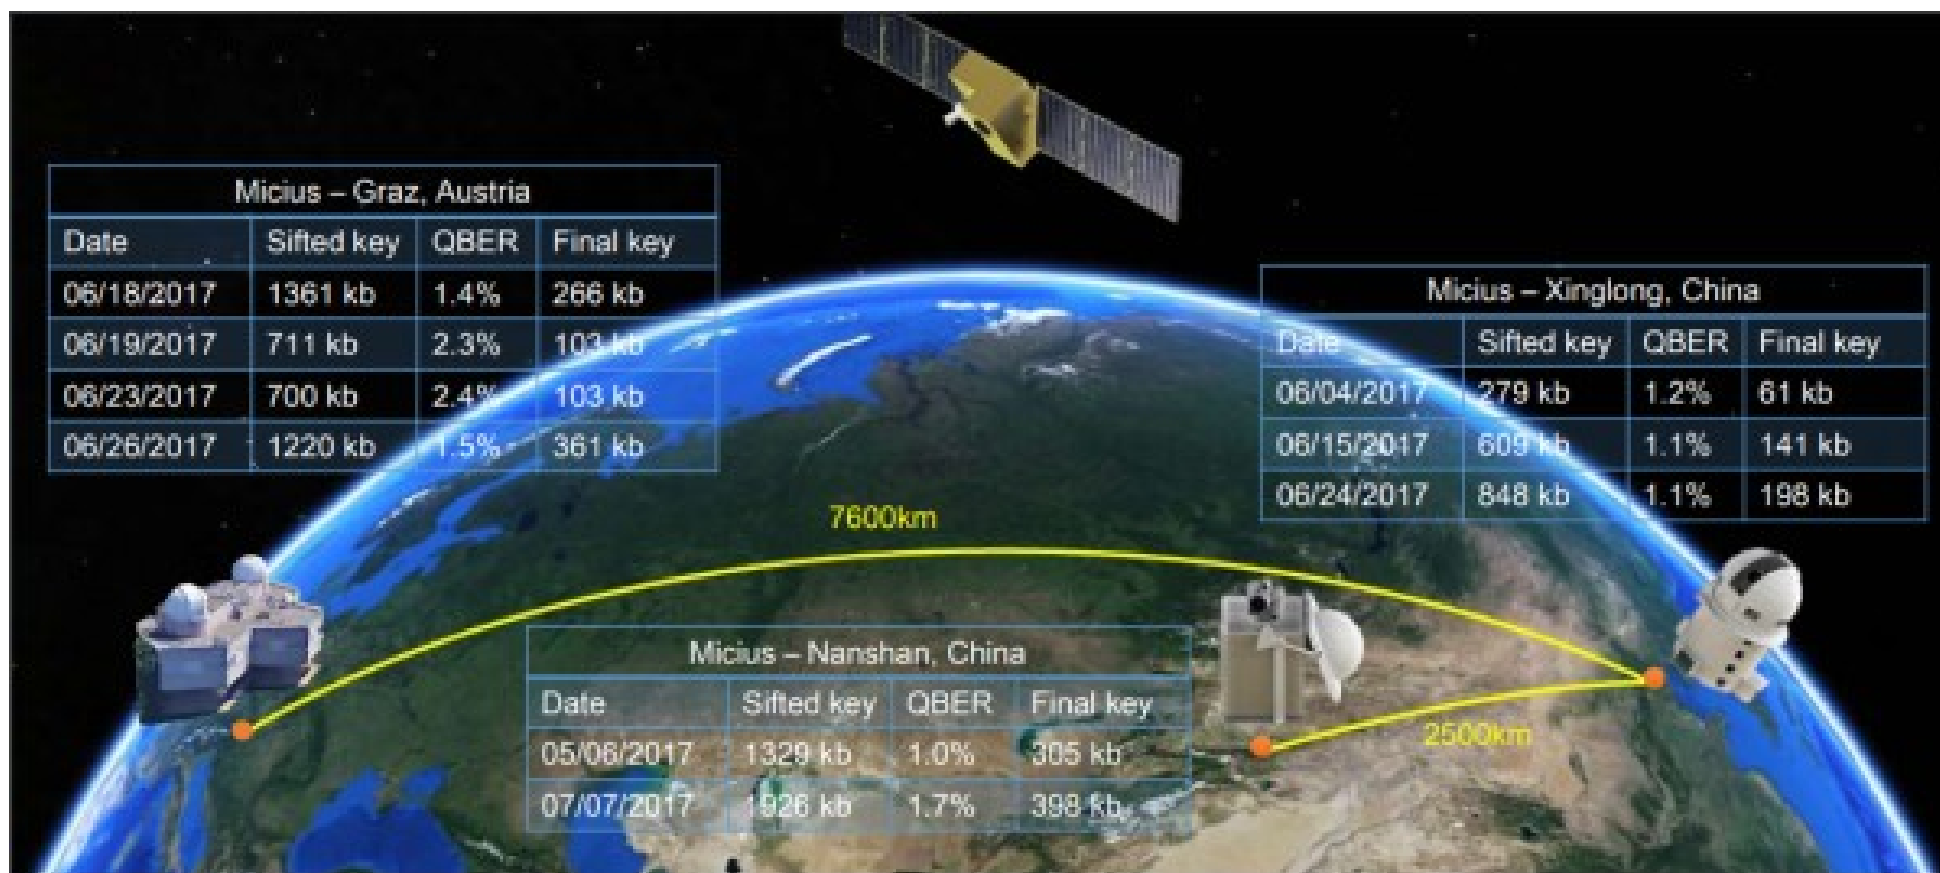 Micius – Graz, Austria
Date Sifted key QBER Final key
06/18/2017 1361 kb 1.4% 266 kb
06/19/2017 711 kb 2.3% 103 kb
06/23/2017 700 kb 2.4% 103 kb
06/26/2017 1220 kb 1.5% 361 kb
Micius – Xinglong, China
Date Sifted key QBER Final key
06/04/2017 279 kb 1.2% 61 kb
06/15/2017 609 kb 1.1% 141 kb
06/24/2017 848 kb 1.1% 198 kb
7600km
Micius – Nanshan, China
Date Sifted key QBER Final key
05/06/2017 1329 kb 1.0% 305 kb
07/07/2017 1926 kb 1.7% 398 kb
2500km